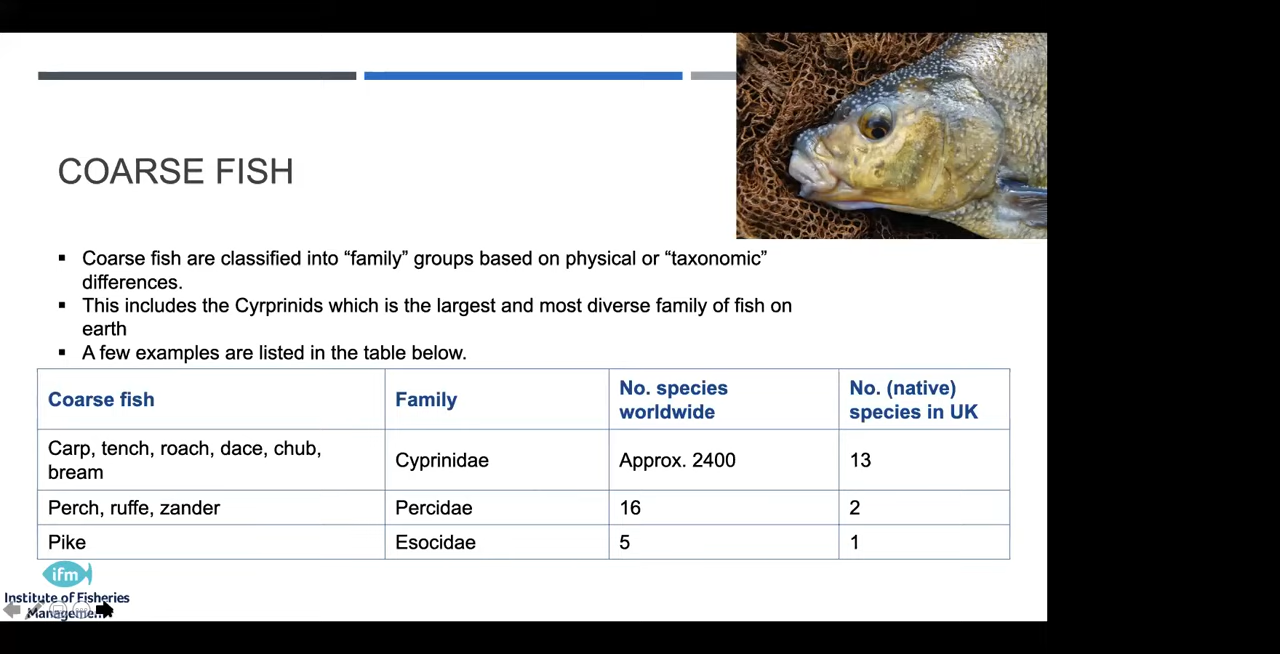 COARSE FISH
▪ Coarse fish are classified into “family” groups based on physical or “taxonomic”
differences.
▪ This includes the Cyrprinids which is the largest and most diverse family of fish on
earth
▪ A few examples are listed in the table below.
Coarse fish
Family
No. species
worldwide
No. (native)
species in UK
Carp, tench, roach, dace, chub,
bream
Cyprinidae
Approx. 2400
13
Perch, ruffe, zander
Percidae
16
2
Pike
Esocidae
5
1
ifm
Institute of Fisheries